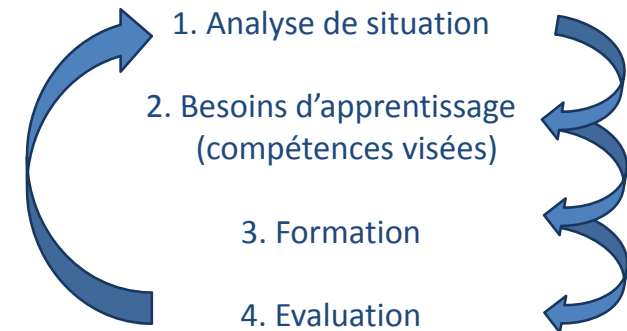 1. Analyse de situation
2. Besoins d’apprentissage
(compétences visées)
3. Formation
4. Evaluation